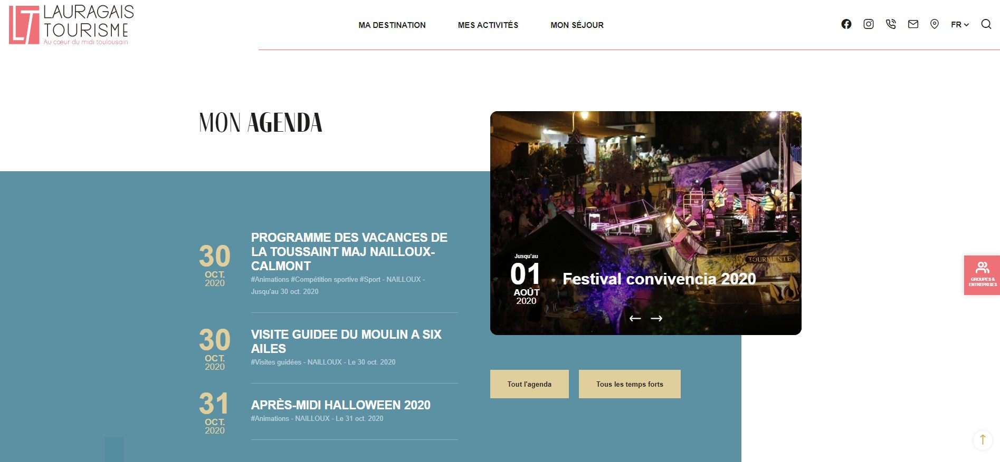 LAURAGAIS
TOURISME
Au cœur du midi toulousain
MA DESTINATION
MES ACTIVITÉS
MON SÉJOUR
FR
MON AGENDA
30
OCT.
2020
PROGRAMME DES VACANCES DE
LA TOUSSAINT MAJ NAILLOUX-
CALMONT
#Animations #Compétition sportive #Sport - NAILLOUX -
Jusqu'au 30 oct. 2020
30
OCT.
2020
VISITE GUIDEE DU MOULIN A SIX
AILES
#Visites guidées - NAILLOUX - Le 30 oct. 2020
31
OCT.
2020
APRÈS-MIDI HALLOWEEN 2020
#Animations - NAILLOUX - Le 31 oct. 2020
TOURMENTE
Jusqu'au
01
AOÛT
2020
Festival convivencia 2020
Tout l'agenda
Tous les temps forts
GROUPES &
ENTREPRISES